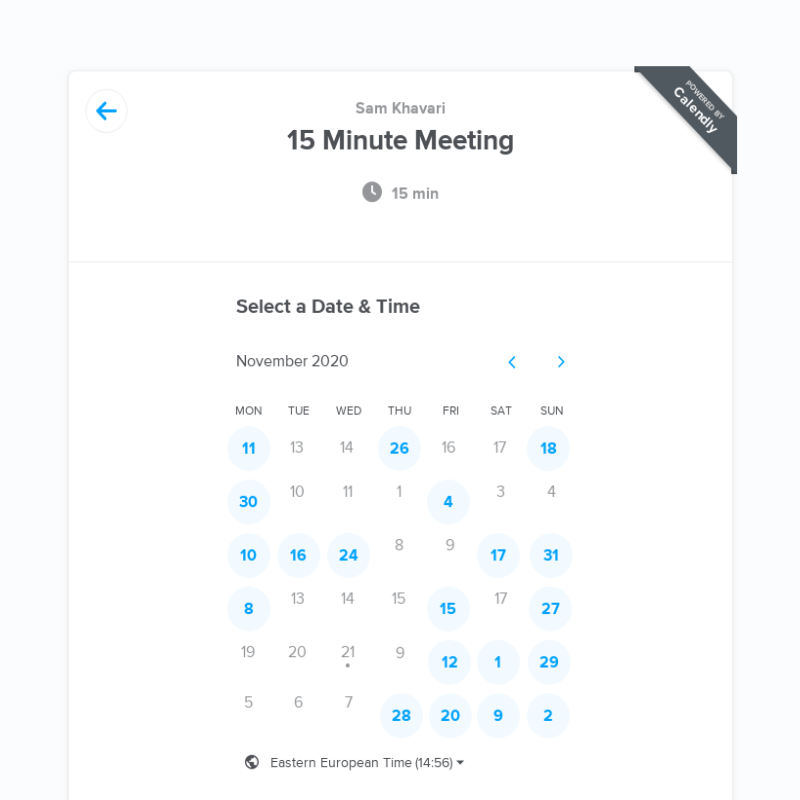 POWERED BY
Calendly
Sam Khavari
15 Minute Meeting
15 min
Select a Date & Time
November 2020
MON TUE WED THU FRI SAT SUN
11 13 14 26 16 17 18
30 10 11 1 4 3 4
10 16 24 8 9 17 31
8 13 14 15 15 17 27
19 20 21 9 12 1 29
5 6 7 28 20 9 2
Eastern European Time (14:56)